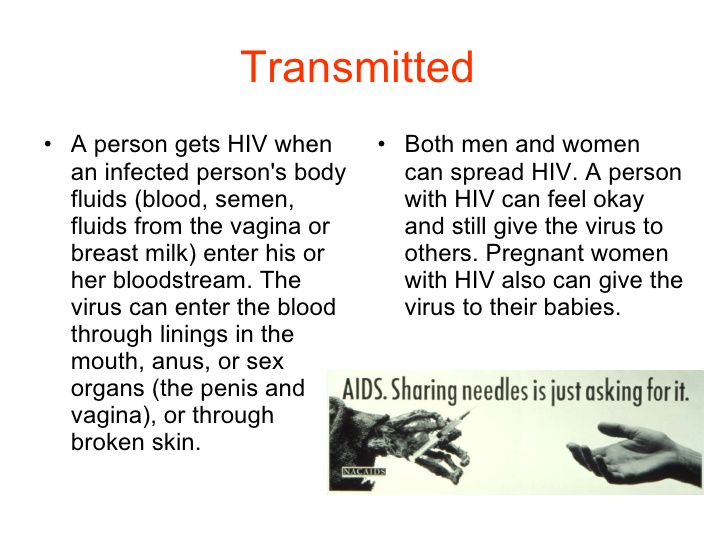 Transmitted
• A person gets HIV when
an infected person's body
fluids (blood, semen,
fluids from the vagina or
breast milk) enter his or
her bloodstream. The
virus can enter the blood
through linings in the
mouth, anus, or sex
organs (the penis and
vagina), or through
broken skin.
• Both men and women
can spread HIV. A person
with HIV can feel okay
and still give the virus to
others. Pregnant women
with HIV also can give the
virus to their babies.
AIDS. Sharing needles is just asking for it.
NACAIDS